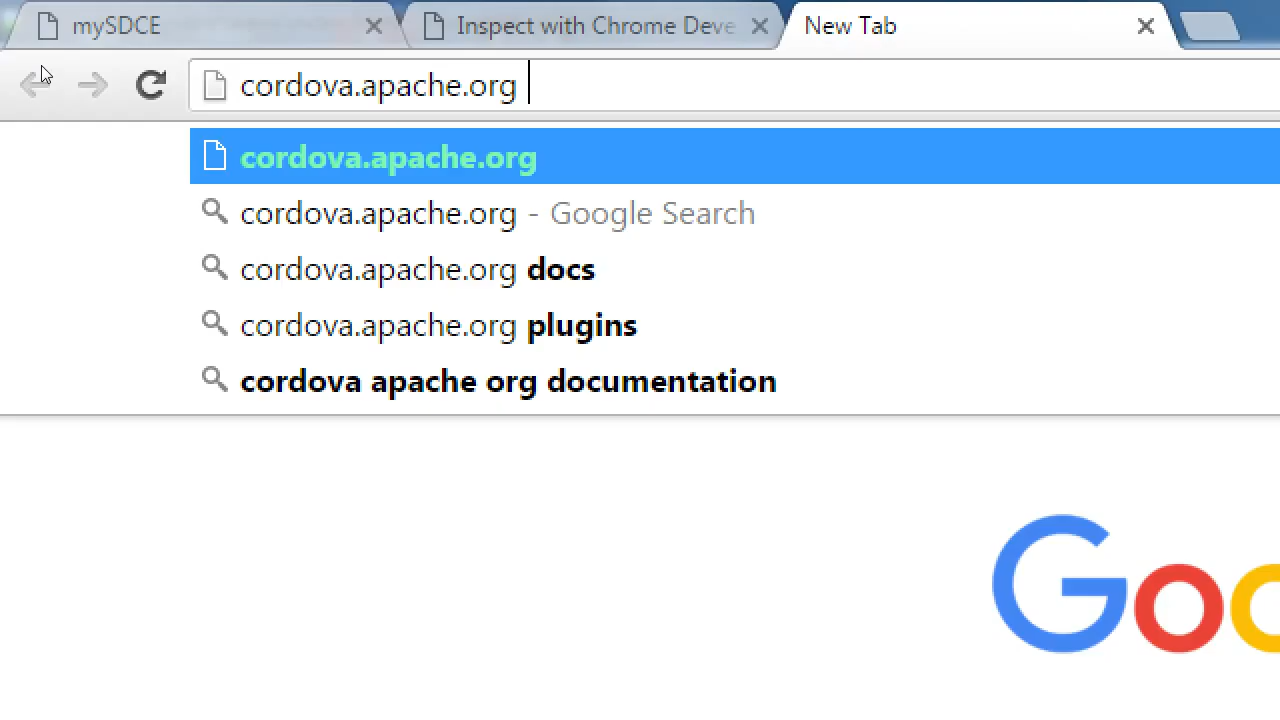 mySDCE
Inspect with Chrome Deve
New Tab
cordova.apache.org
cordova.apache.org
cordova.apache.org - Google Search
cordova.apache.org docs
cordova.apache.org plugins
cordova apache org documentation
Goo